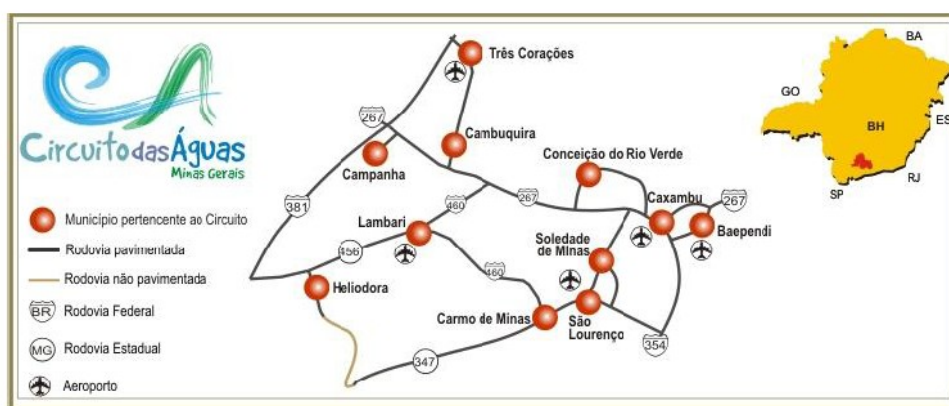 Circuito das Águas
Minas Gerais
Município pertencente ao Circuito
Rodovia pavimentada
Rodovia não pavimentada
BR
Rodovia Federal
MG
Rodovia Estadual
Aeroporto
Três Corações
267
Cambuquira
Campanha
Conceição do Rio Verde
381
460
267
Caxambu
267
Lambari
Baependi
456
Soledade
de Minas
460
Heliodora
Carmo de Minas
São
Lourenço
354
347
BA
GO
ES
BH
RJ
SP